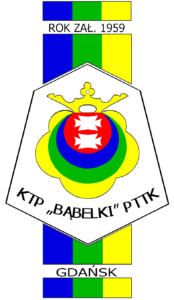 ROK ZAŁ. 1959
KTP „BĄBELKI” PTTK
GDAŃSK